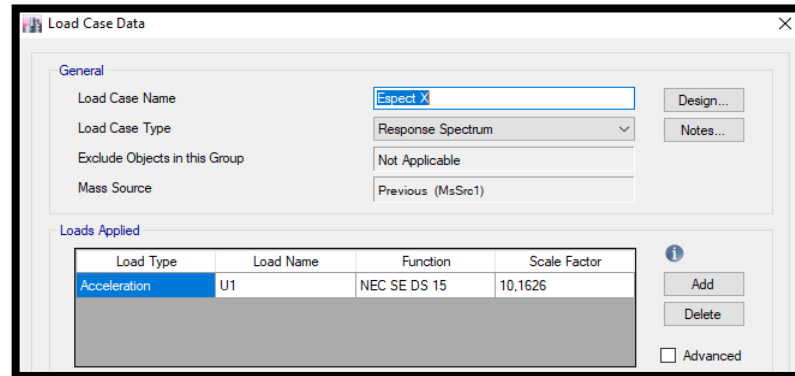 Load Case Data
General
Load Case Name Espect X Design...
Load Case Type Response Spectrum Notes...
Exclude Objects in this Group Not Applicable
Mass Source Previous (MsSrc1)
Loads Applied
Load Type Load Name Function Scale Factor
Acceleration U1 NEC SE DS 15 10,1626
Add
Delete
Advanced